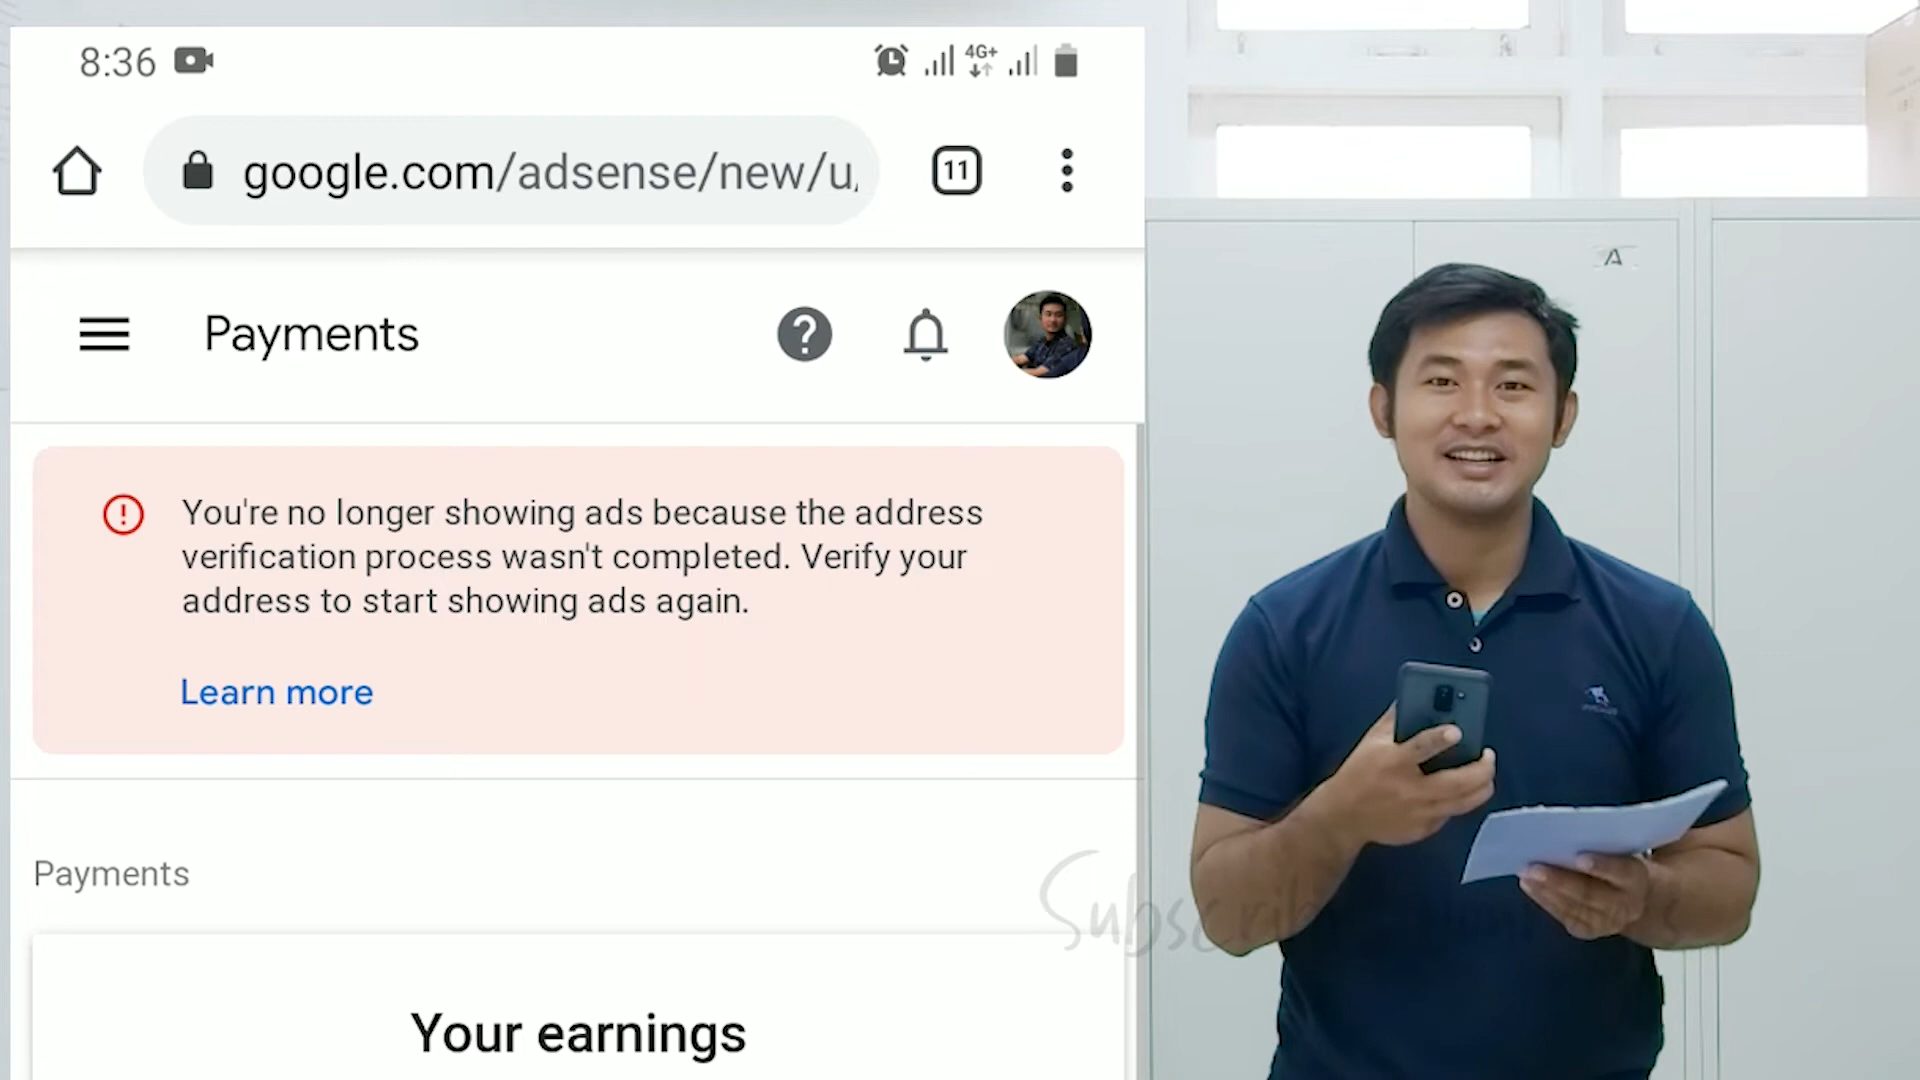 8:36
4G+
google.com/adsense/new/u
11
Payments
You're no longer showing ads because the address
verification process wasn't completed. Verify your
address to start showing ads again.
Learn more
Payments
Your earnings
A
Subscribe